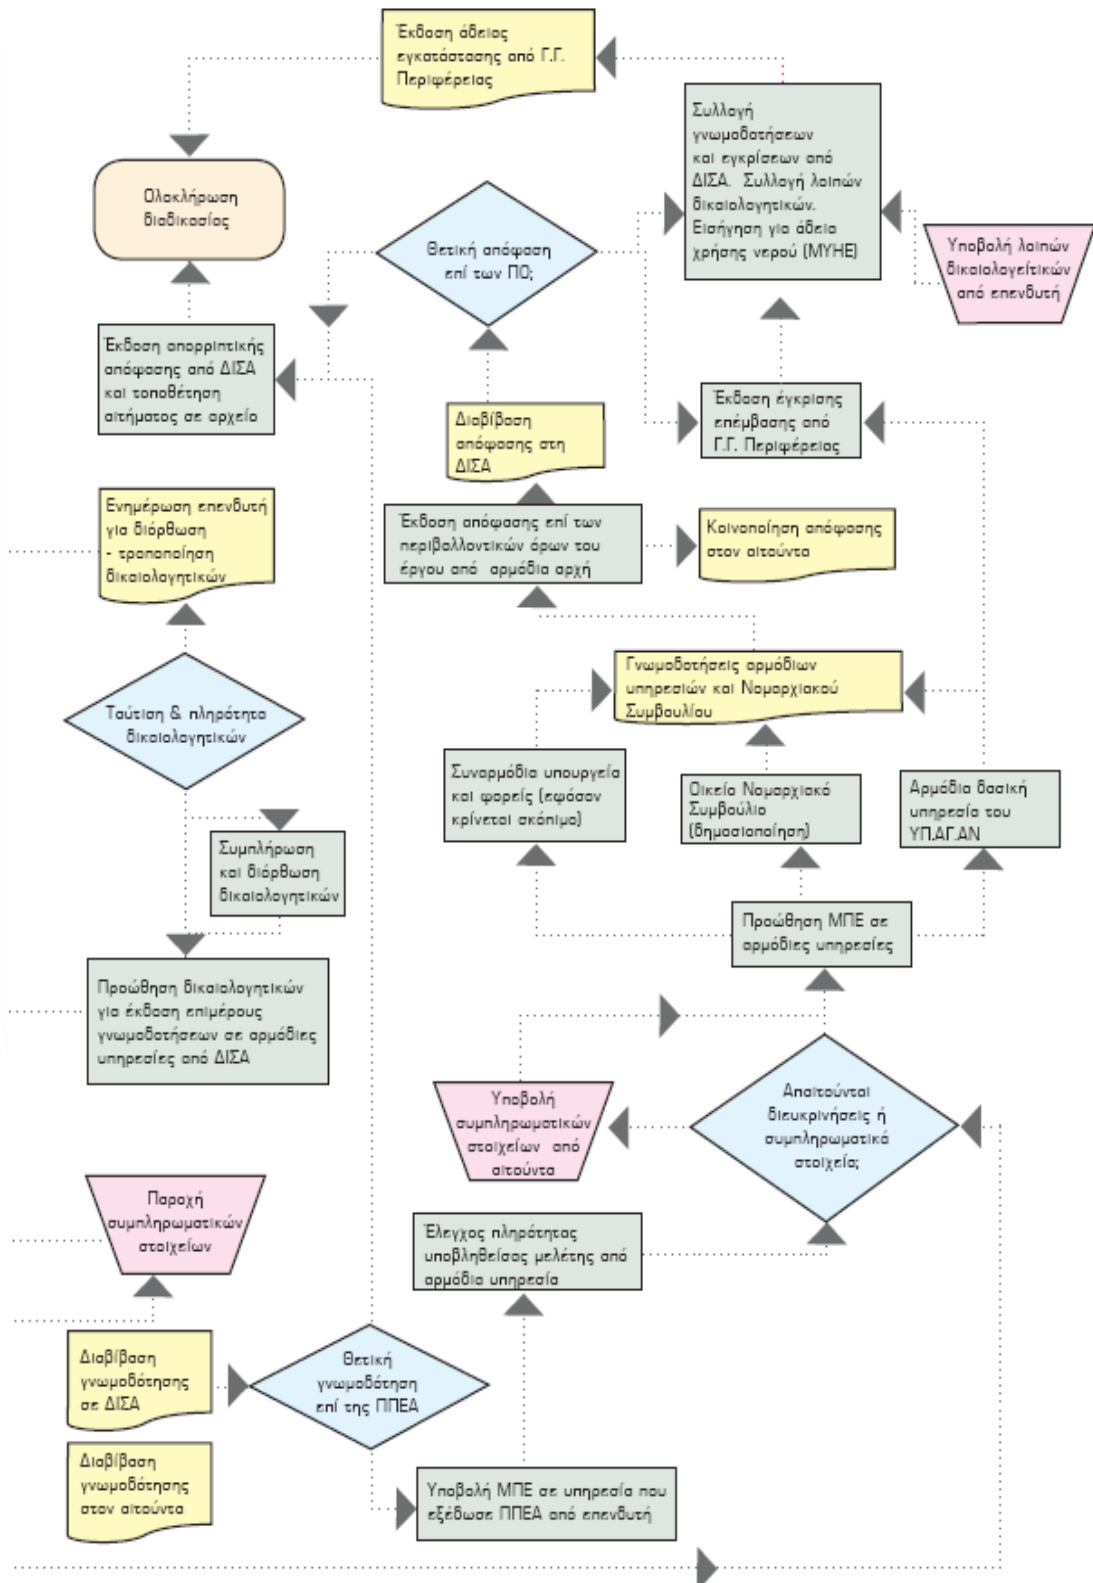 Έκδοση άδειας
εγκατάστασης από Γ.Γ.
Περιφέρειας
Συλλογή
γνωμοδοτήσεων
και εγκρίσεων από
ΔΙΣΑ. Συλλογή λοιπών
δικαιολογητικών.
Εισήγηση για άδεια
χρήσης νερού (ΜΥΗΕ)
Ολοκλήρωση
διαδικασίας
Θετική απόφαση
επί των ΠΟ;
Υποβολή λοιπών
δικαιολογείτικών
από επενδυτή
Έκδοση απορριπτικής
απόφασης από ΔΙΣΑ
και τοποθέτηση
αιτήματος σε αρχείο
Διαβίβαση
απόφασης στη
ΔΙΣΑ
Έκδοση έγκρισης
επέμβασης από
Γ.Γ. Περιφέρειας
Ενημέρωση επενδυτή
για διόρθωση
- τροποποίηση
δικαιολογητικών
Έκδοση απόφασης επί των
περιβαλλοντικών όρων του
έργου από αρμόδια αρχή
Κοινοποίηση απόφασης
στον αιτούντα
Γνωμοδοτήσεις αρμόδιων
υπηρεσιών και Νομαρχιακού
Συμβουλίου
Ταύτιση & πληρότητα
δικαιολογητικών
Συναρμόδια υπουργεία
και φορείς (εφόσον
κρίνεται σκόπιμο)
Οικείο Νομαρχιακό
Συμβούλιο
(δημοσιοποίηση)
Αρμόδια δασική
υπηρεσία του
ΥΠ.ΑΓ.ΑΝ
Συμπλήρωση
και διόρθωση
δικαιολογητικών
Προώθηση ΜΠΕ σε
αρμόδιες υπηρεσίες
Προώθηση δικαιολογητικών
για έκδοση επιμέρους
γνωμοδοτήσεων σε αρμόδιες
υπηρεσίες από ΔΙΣΑ
Υποβολή
συμπληρωματικών
στοιχείων από
αιτούντα
Απαιτούνται
διευκρινήσεις ή
συμπληρωματικά
στοιχεία;
Παροχή
συμπληρωματικών
στοιχείων
Έλεγχος πληρότητας
υποβληθείσας μελέτης από
αρμόδια υπηρεσία
Διαβίβαση
γνωμοδότησης
σε ΔΙΣΑ
Θετική
γνωμοδότηση
επί της ΠΠΕΑ
Διαβίβαση
γνωμοδότησης
στον αιτούντα
Υποβολή ΜΠΕ σε υπηρεσία που
εξέδωσε ΠΠΕΑ από επενδυτή